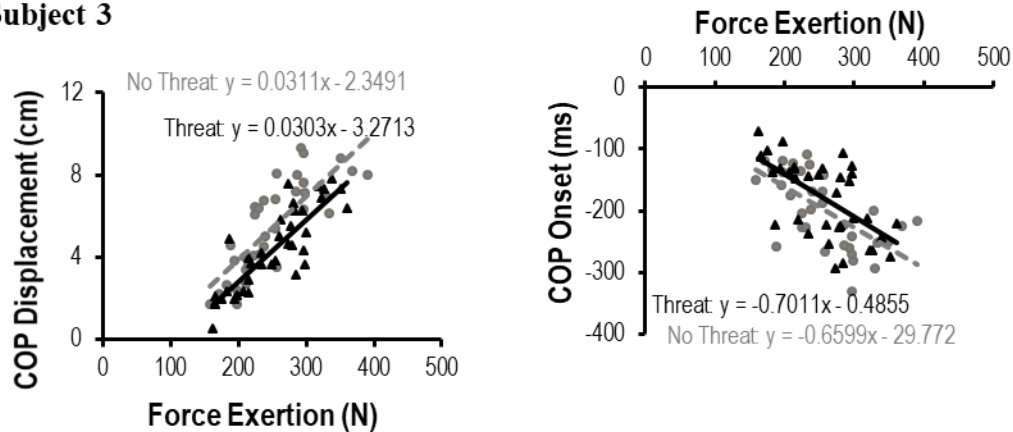 Subject 3
No Threat: y = 0.0311x - 2.3491
Threat: y = 0.0303x - 3.2713
COP Displacement (cm)
12
8
4
0
0 100 200 300 400 500
Force Exertion (N)
Force Exertion (N)
0 100 200 300 400 500
COP Onset (ms)
0
-100
-200
-300
-400
Threat: y = -0.7011x - 0.4855
No Threat: y = -0.6599x - 29.772